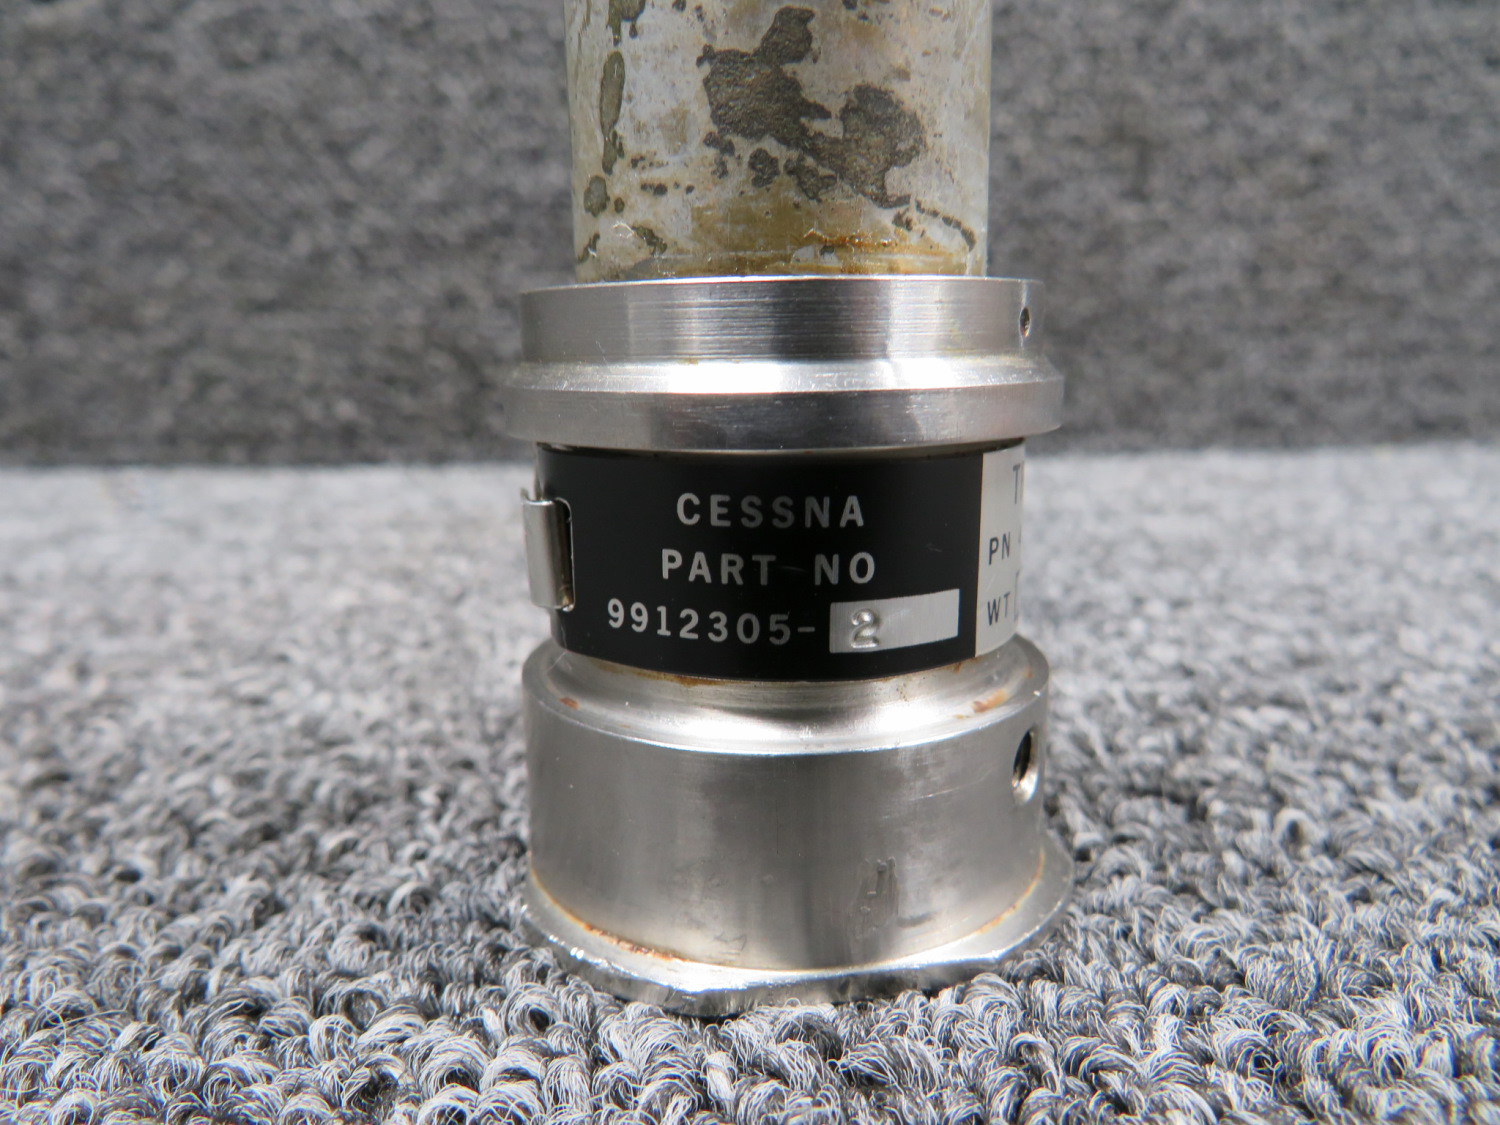 CESSNA
PART NO
9912305-2
PN
WT